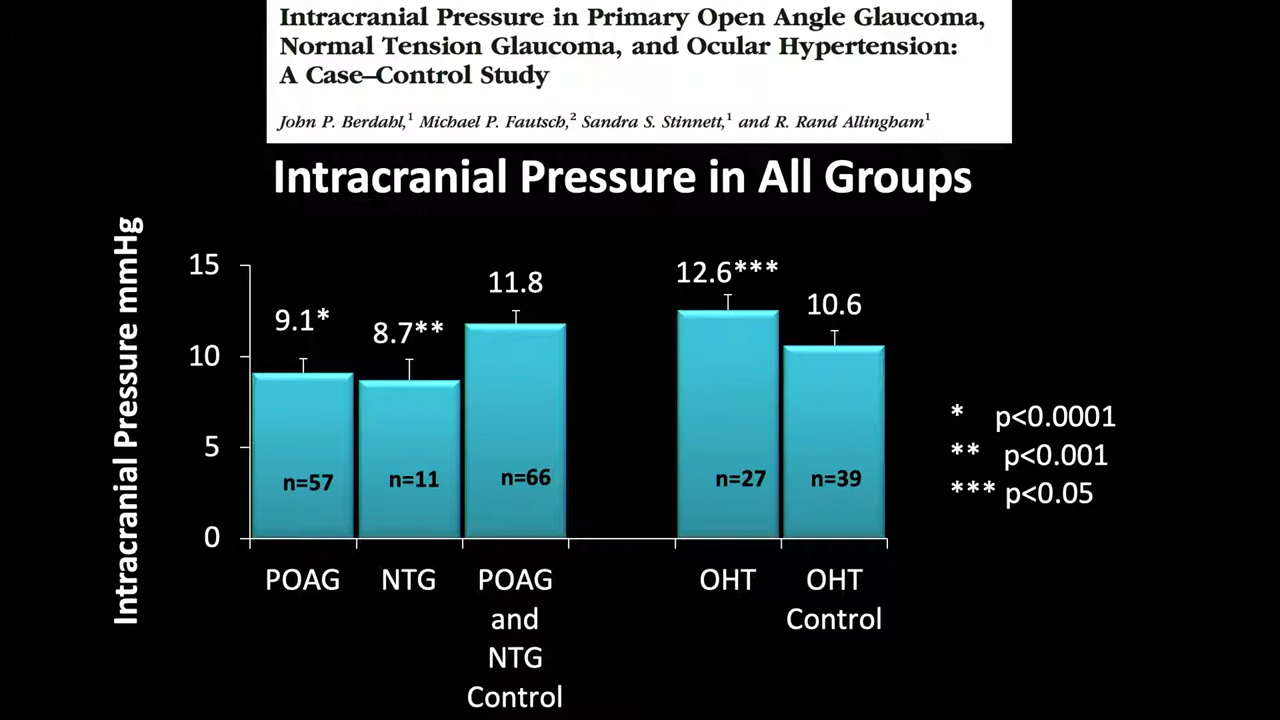 Intracranial Pressure in Primary Open Angle Glaucoma,
Normal Tension Glaucoma, and Ocular Hypertension:
A Case–Control Study
John P. Berdahl,¹ Michael P. Fautsch,² Sandra S. Stinnett,¹ and R. Rand Allingham¹
Intracranial Pressure in All Groups
Intracranial Pressure mmHg
15
10
5
0
9.1*
8.7**
11.8
12.6***
10.6
n=57
n=11
n=66
n=27
n=39
POAG
NTG
POAG
and
NTG
Control
OHT
OHT
Control
* p<0.0001
** p<0.001
*** p<0.05